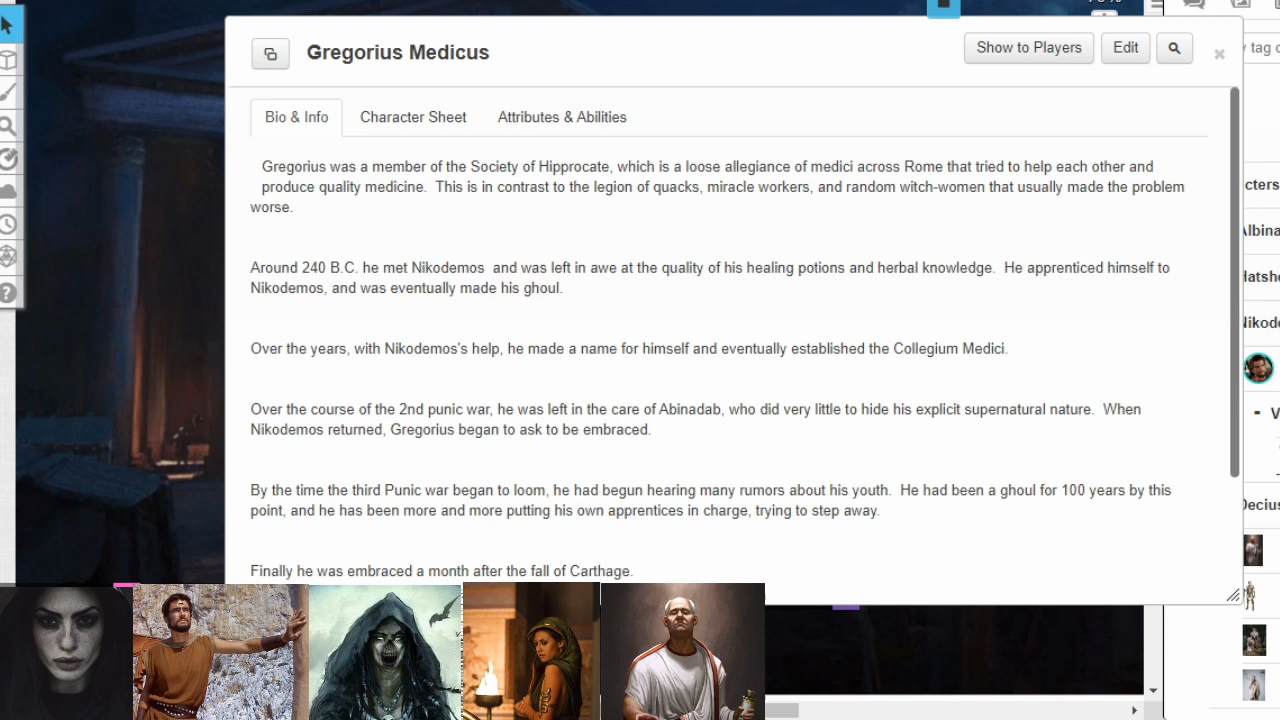 Gregorius Medicus
Show to Players
Edit
Bio & Info
Character Sheet
Attributes & Abilities
Gregorius was a member of the Society of Hipprocate, which is a loose allegiance of medici across Rome that tried to help each other and
produce quality medicine.  This is in contrast to the legion of quacks, miracle workers, and random witch-women that usually made the problem
worse.
Around 240 B.C. he met Nikodemos  and was left in awe at the quality of his healing potions and herbal knowledge.  He apprenticed himself to
Nikodemos, and was eventually made his ghoul.
Over the years, with Nikodemos's help, he made a name for himself and eventually established the Collegium Medici.
Over the course of the 2nd punic war, he was left in the care of Abinadab, who did very little to hide his explicit supernatural nature.  When
Nikodemos returned, Gregorius began to ask to be embraced.
By the time the third Punic war began to loom, he had begun hearing many rumors about his youth.  He had been a ghoul for 100 years by this
point, and he has been more and more putting his own apprentices in charge, trying to step away.
Finally he was embraced a month after the fall of Carthage.
tag